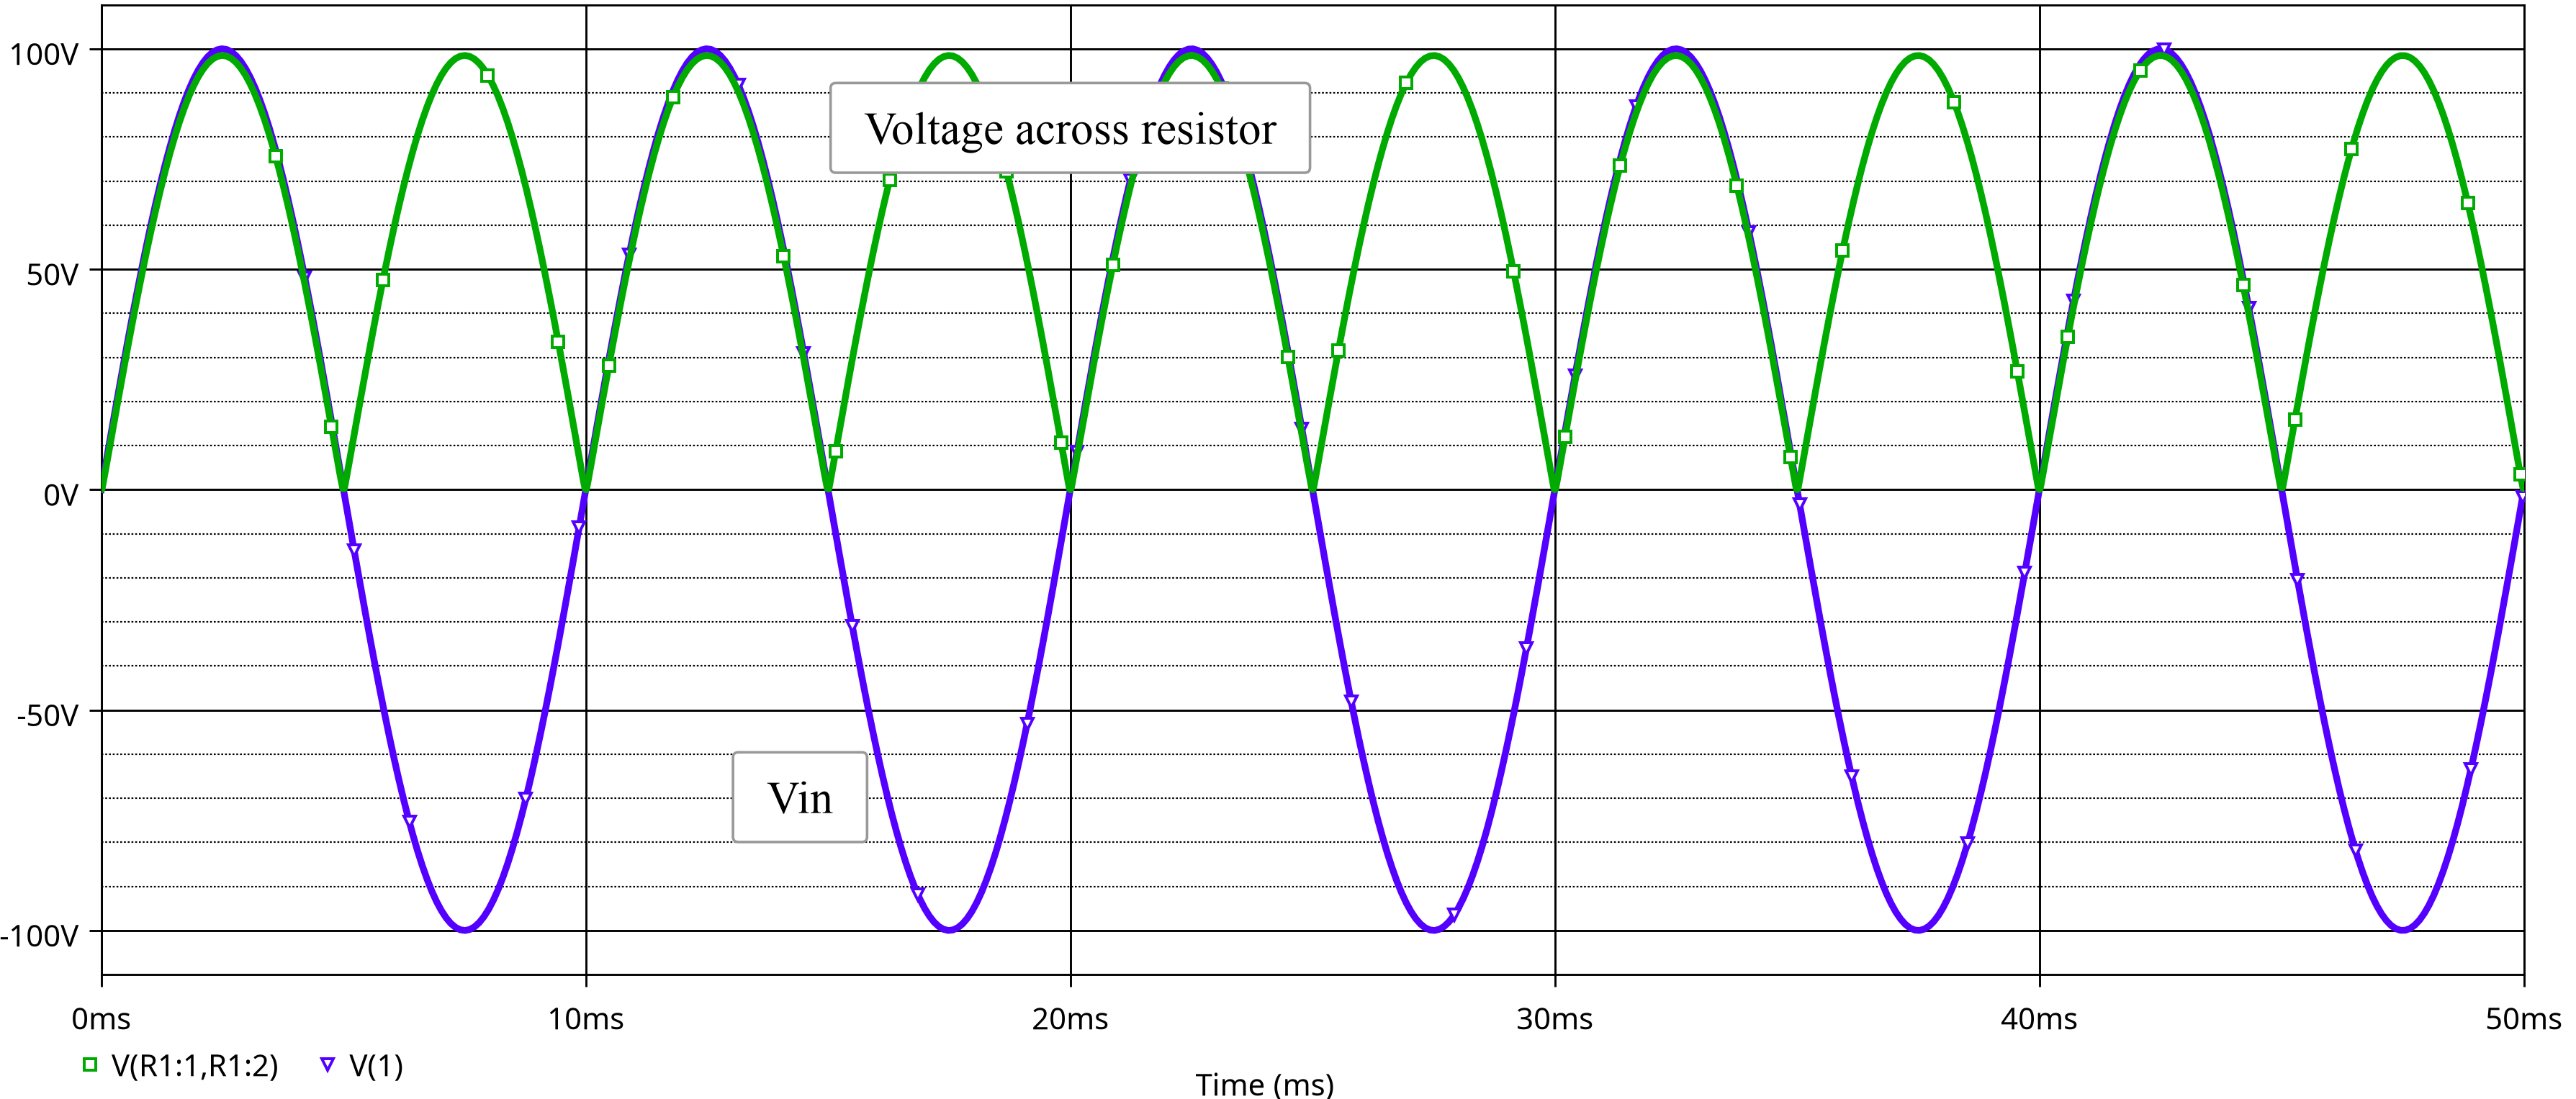 100V
Voltage across resistor
50V
0V
-50V
Vin
-100V
0ms 10ms 20ms 30ms 40ms 50ms
V(R1:1,R1:2) V(1)
Time (ms)